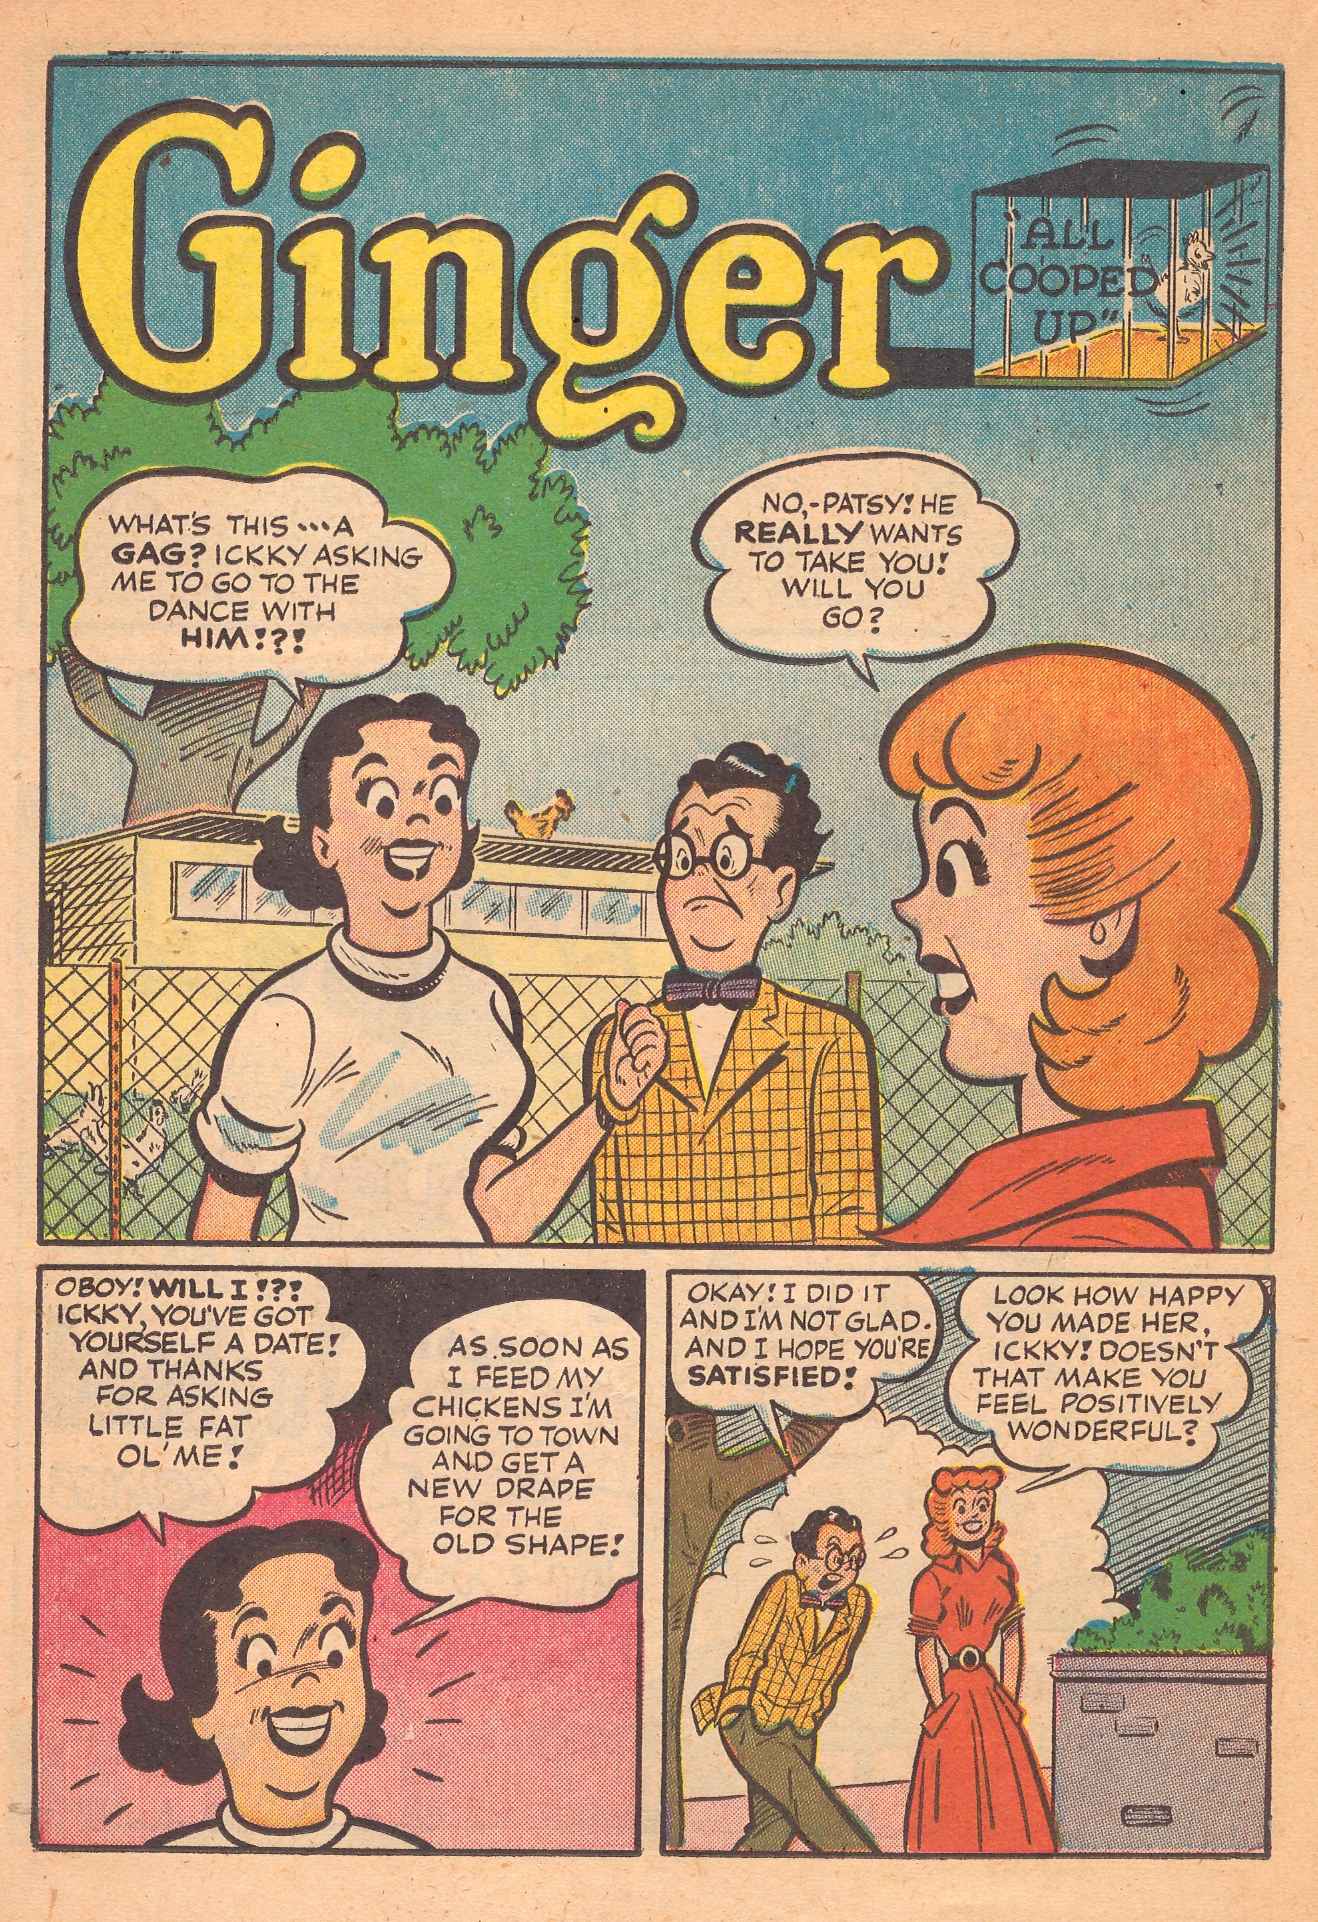 Ginger
"ALL
COOPED
UP"
WHAT'S THIS...A
GAG? ICKKY ASKING
ME TO GO TO THE
DANCE WITH
HIM!?!
NO,-PATSY! HE
REALLY WANTS
TO TAKE YOU!
WILL YOU
GO?
OBOY! WILL I!??
ICKKY, YOU'VE GOT
YOURSELF A DATE!
AND THANKS
FOR ASKING
LITTLE FAT
OL' ME!
AS SOON AS
I FEED MY
CHICKENS I'M
GOING TO TOWN
AND GET A
NEW DRAPE
FOR THE
OLD SHAPE!
OKAY! I DID IT
AND I'M NOT GLAD.
AND I HOPE YOU'RE
SATISFIED!
LOOK HOW HAPPY
YOU MADE HER,
ICKKY! DOESN'T
THAT MAKE YOU
FEEL POSITIVELY
WONDERFUL?